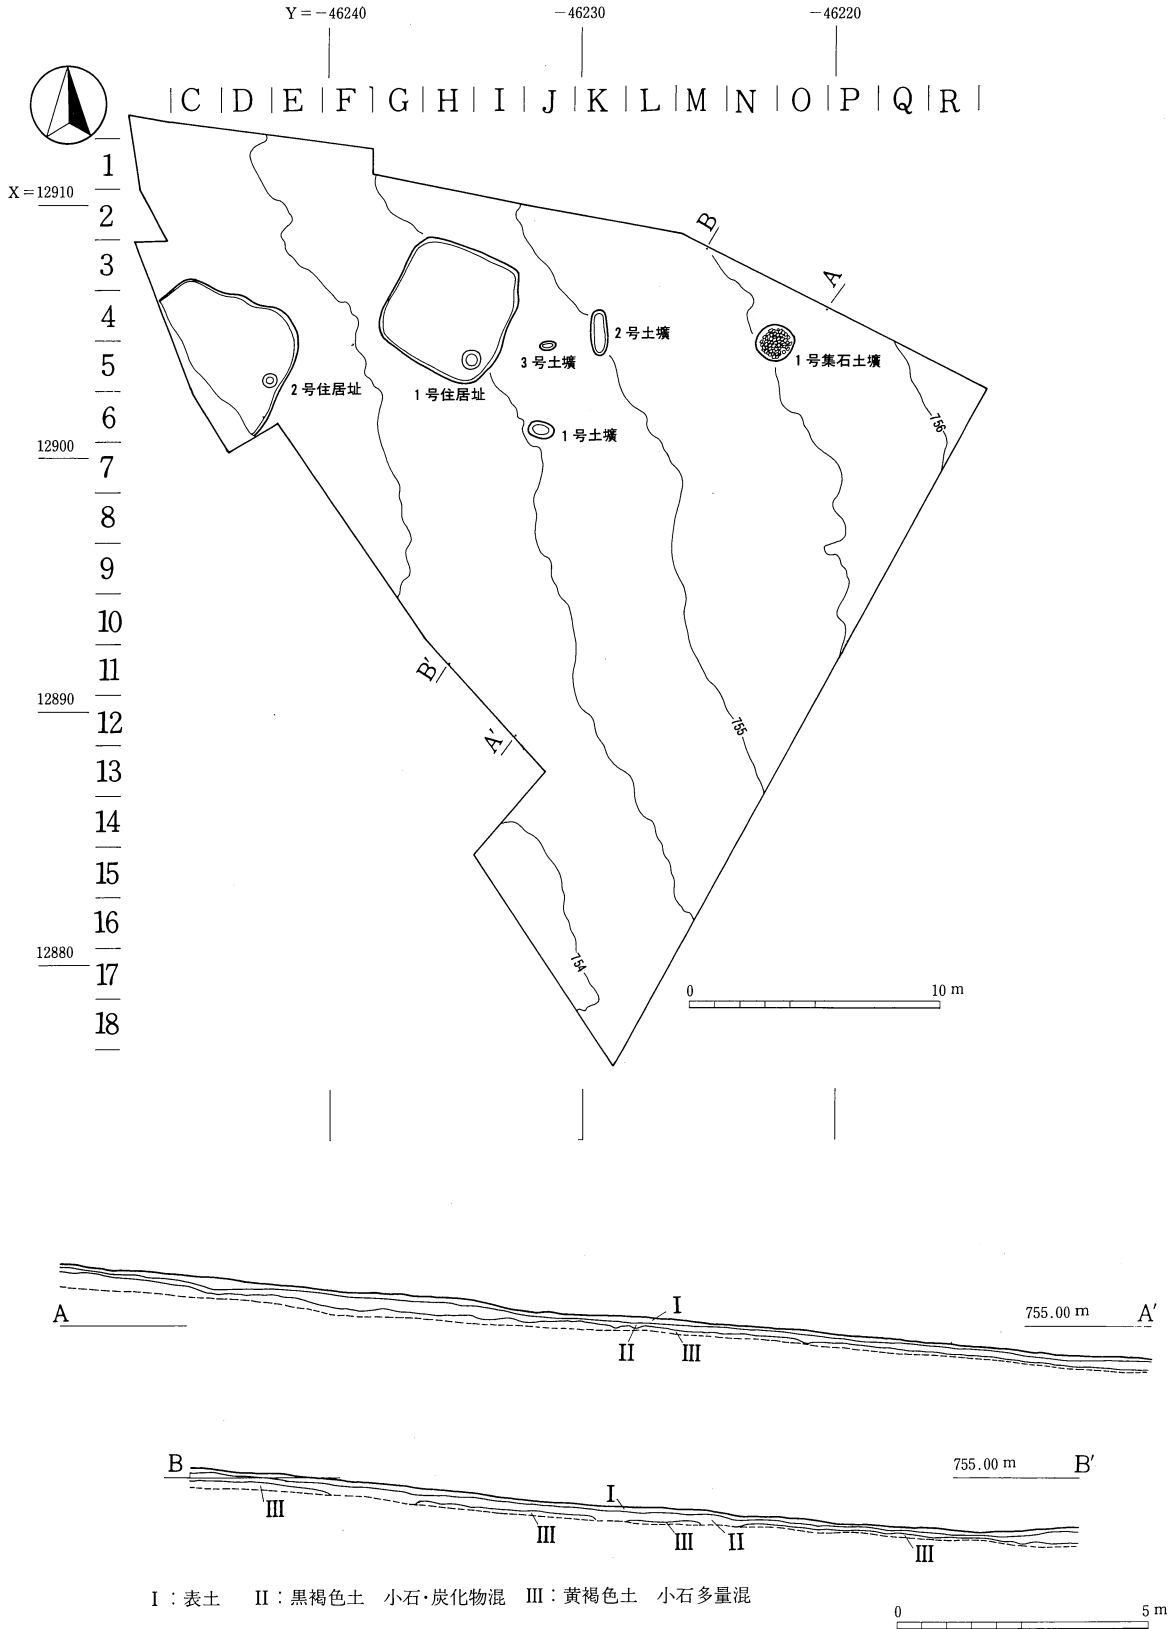 Y=-46240 -46230 -46220
C D E F G H I J K L M N O P Q R
1
X=12910
2
B
3
A
4
2号土壙
3号土壙
1号集石土壙
5
2号住居址
1号住居址
6
756
1号土壙
12900
7
8
9
10
11
B′
12890
12
755
A′
13
14
15
16
12880
754
17
0 10 m
18
I
A 755.00 m A′
II III
B 755.00 m B′
I
III III III II III
I:表土 II:黒褐色土 小石・炭化物混 III:黄褐色土 小石多量混
0 5 m